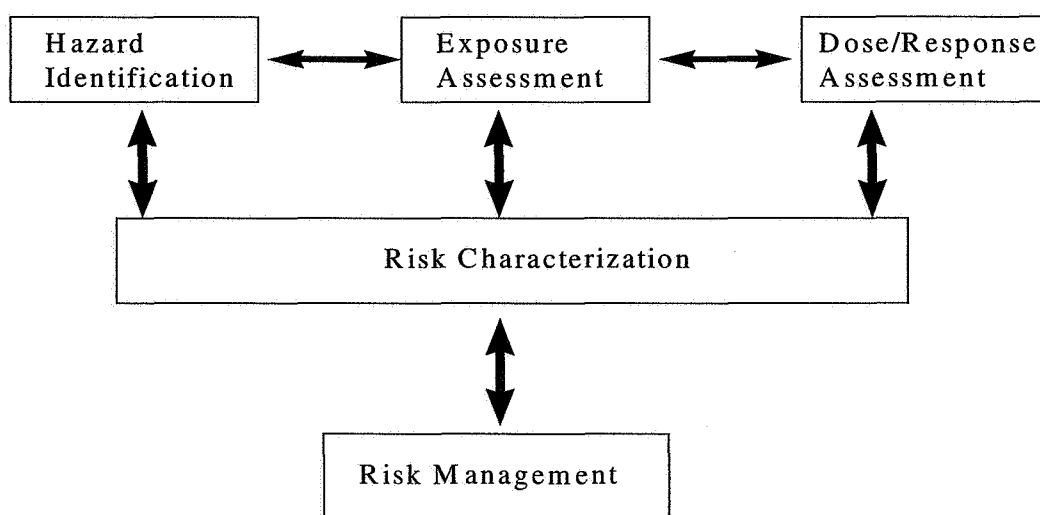 Hazard
Identification
Exposure
Assessment
Dose/Response
Assessment
Risk Characterization
Risk Management